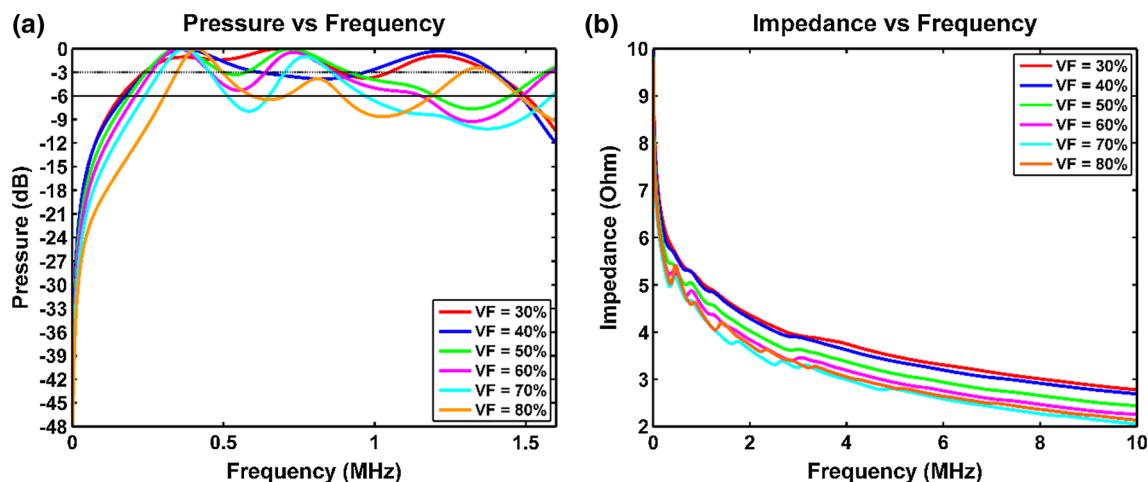 (a)
Pressure vs Frequency
Pressure (dB)
0
-3
-6
-9
-12
-15
-18
-21
-24
-27
-30
-33
-36
-39
-42
-45
-48
VF = 30%
VF = 40%
VF = 50%
VF = 60%
VF = 70%
VF = 80%
0 0.5 1 1.5
Frequency (MHz)
(b)
Impedance vs Frequency
Impedance (Ohm)
10
9
8
7
6
5
4
3
2
VF = 30%
VF = 40%
VF = 50%
VF = 60%
VF = 70%
VF = 80%
0 2 4 6 8 10
Frequency (MHz)